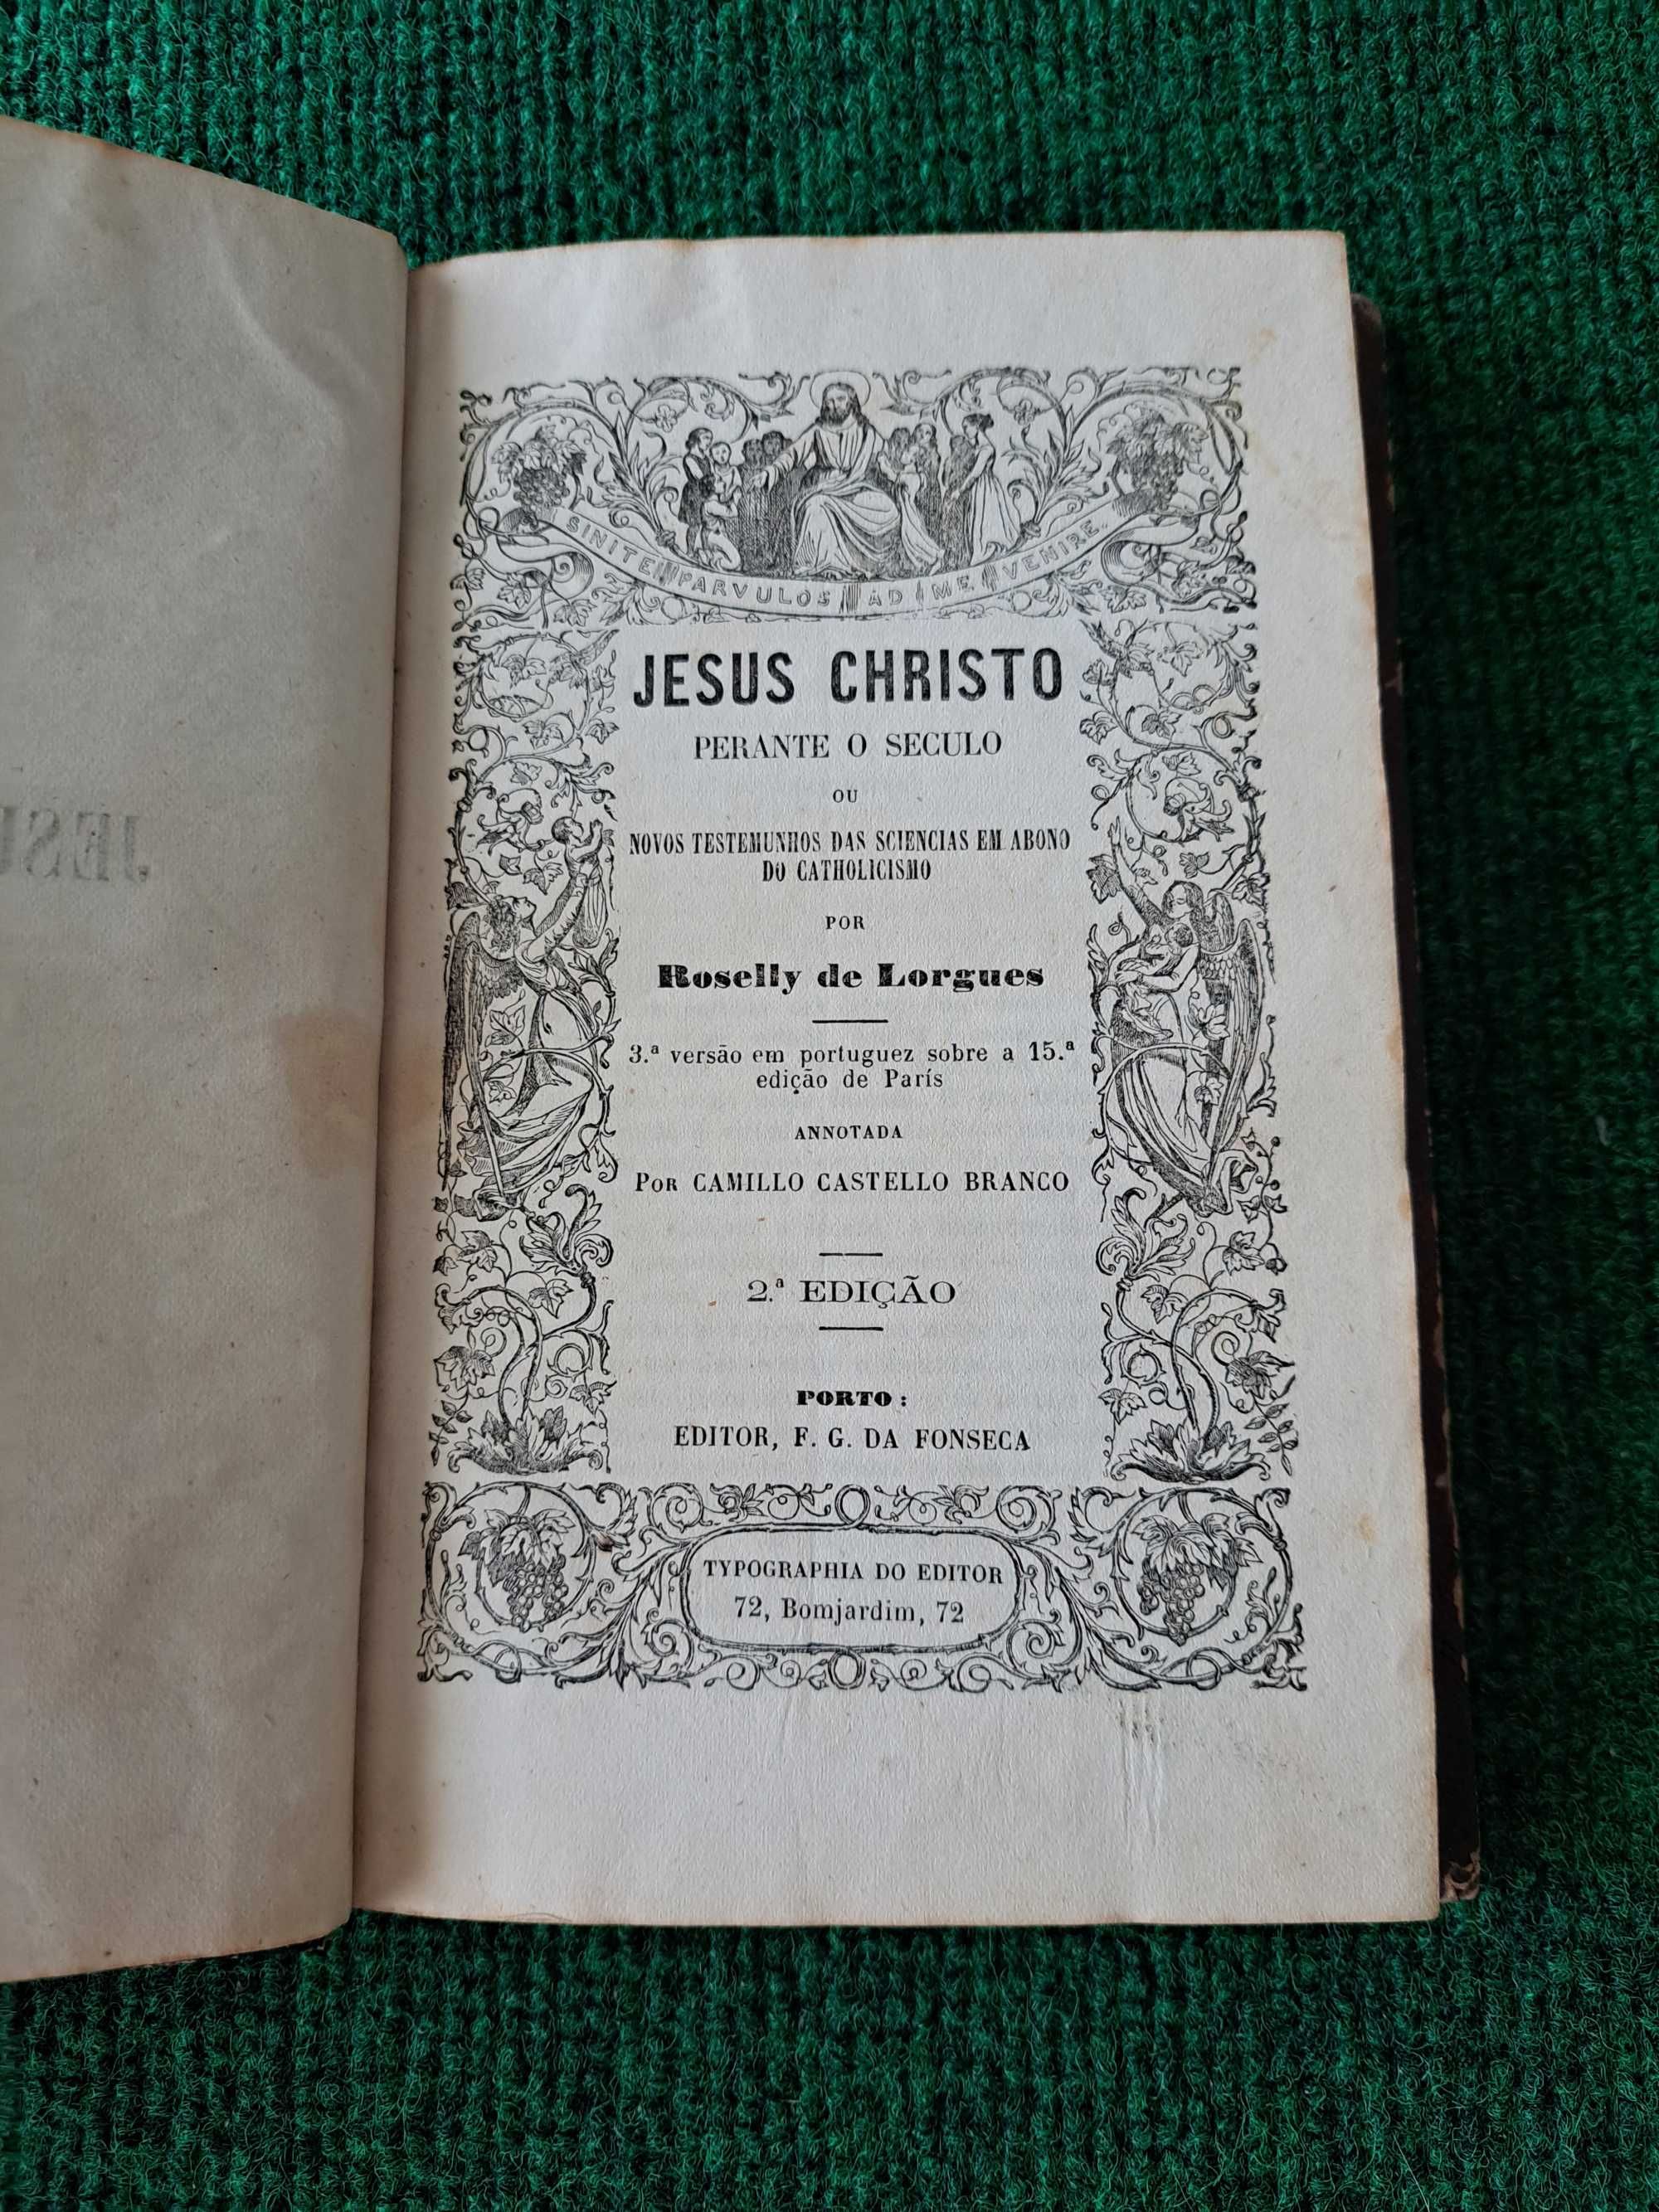 JESU
SINITE PARVULOS AD ME VENIRE.
JESUS CHRISTO
PERANTE O SECULO
OU
NOVOS TESTEMUNHOS DAS SCIENCIAS EM ABONO
DO CATHOLICISMO
POR
Roselly de Lorgues
3.ª versão em portuguez sobre a 15.ª
edição de París
ANNOTADA
POR CAMILLO CASTELLO BRANCO
2.ª EDIÇÃO
PORTO:
EDITOR, F. G. DA FONSECA
TYPOGRAPHIA DO EDITOR
72, Bomjardim, 72